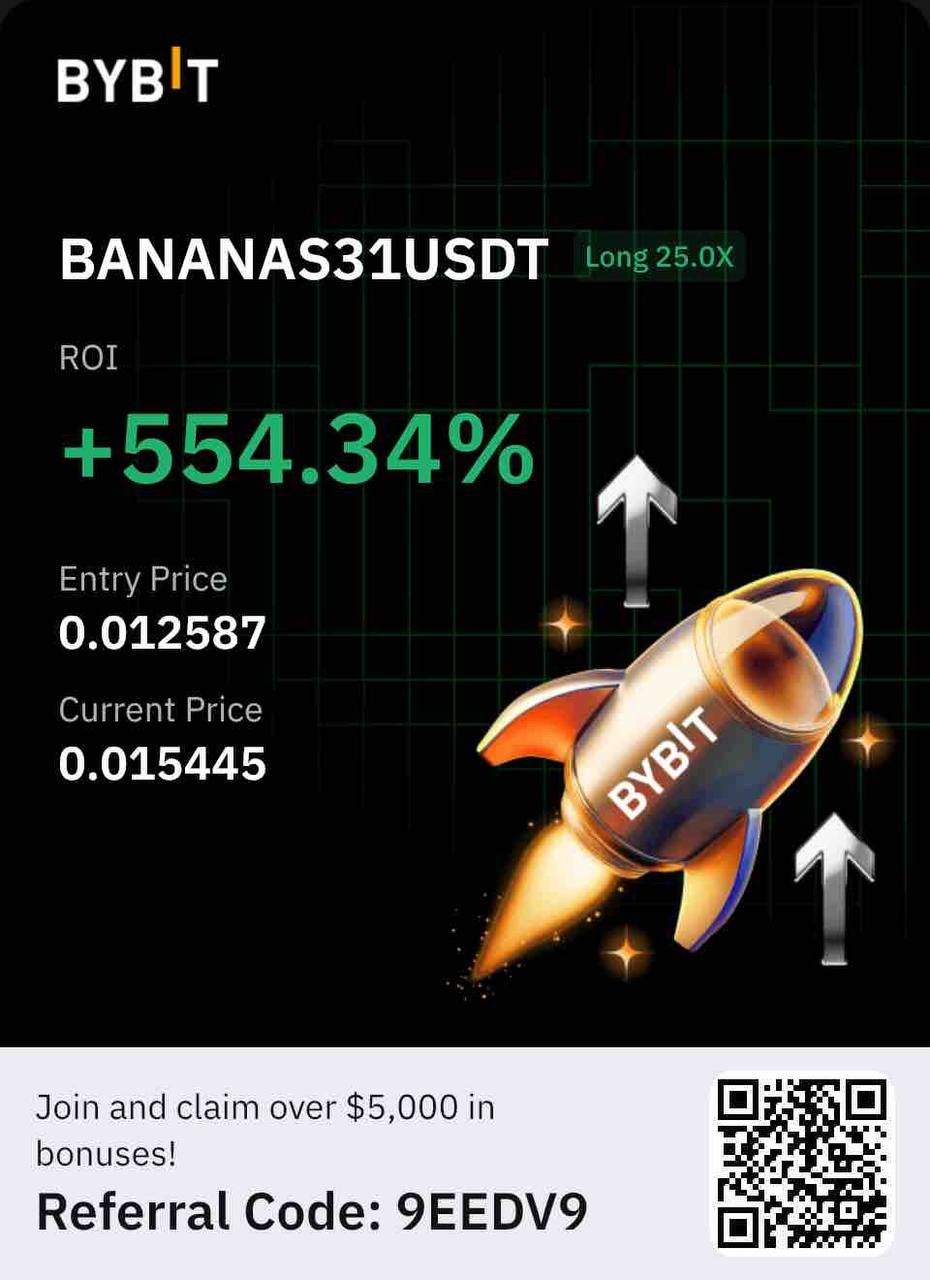 BYBIT
BANANAS31USDT Long 25.0X
ROI
+554.34%
Entry Price
0.012587
Current Price
0.015445
BYBIT
Join and claim over $5,000 in
bonuses!
Referral Code: 9EEDV9